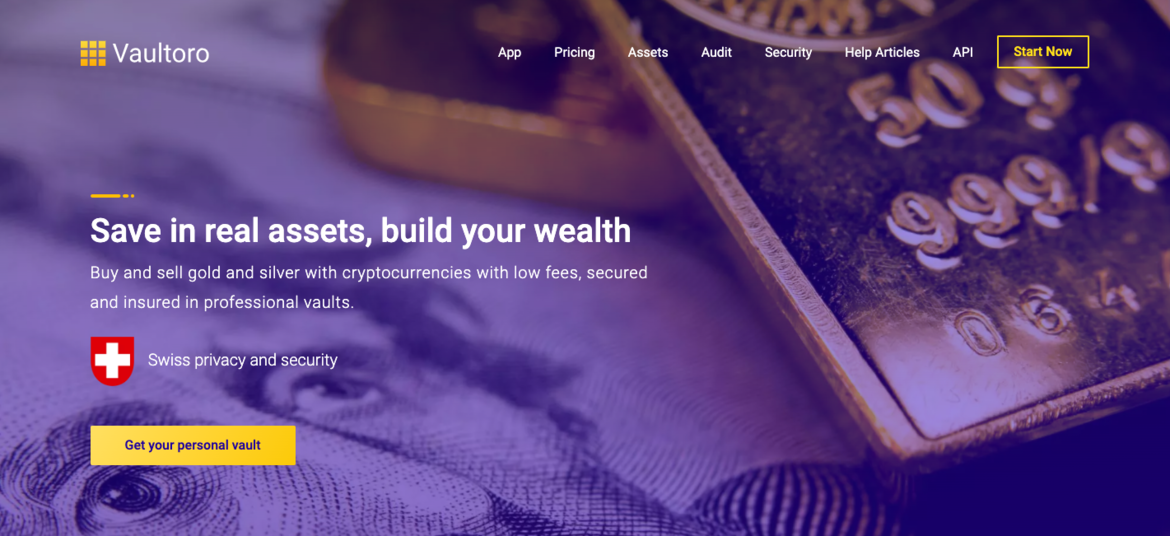 Vaultoro
App Pricing Assets Audit Security Help Articles API Start Now
Save in real assets, build your wealth
Buy and sell gold and silver with cryptocurrencies with low fees, secured
and insured in professional vaults.
Swiss privacy and security
Get your personal vault
50g
999/9
064